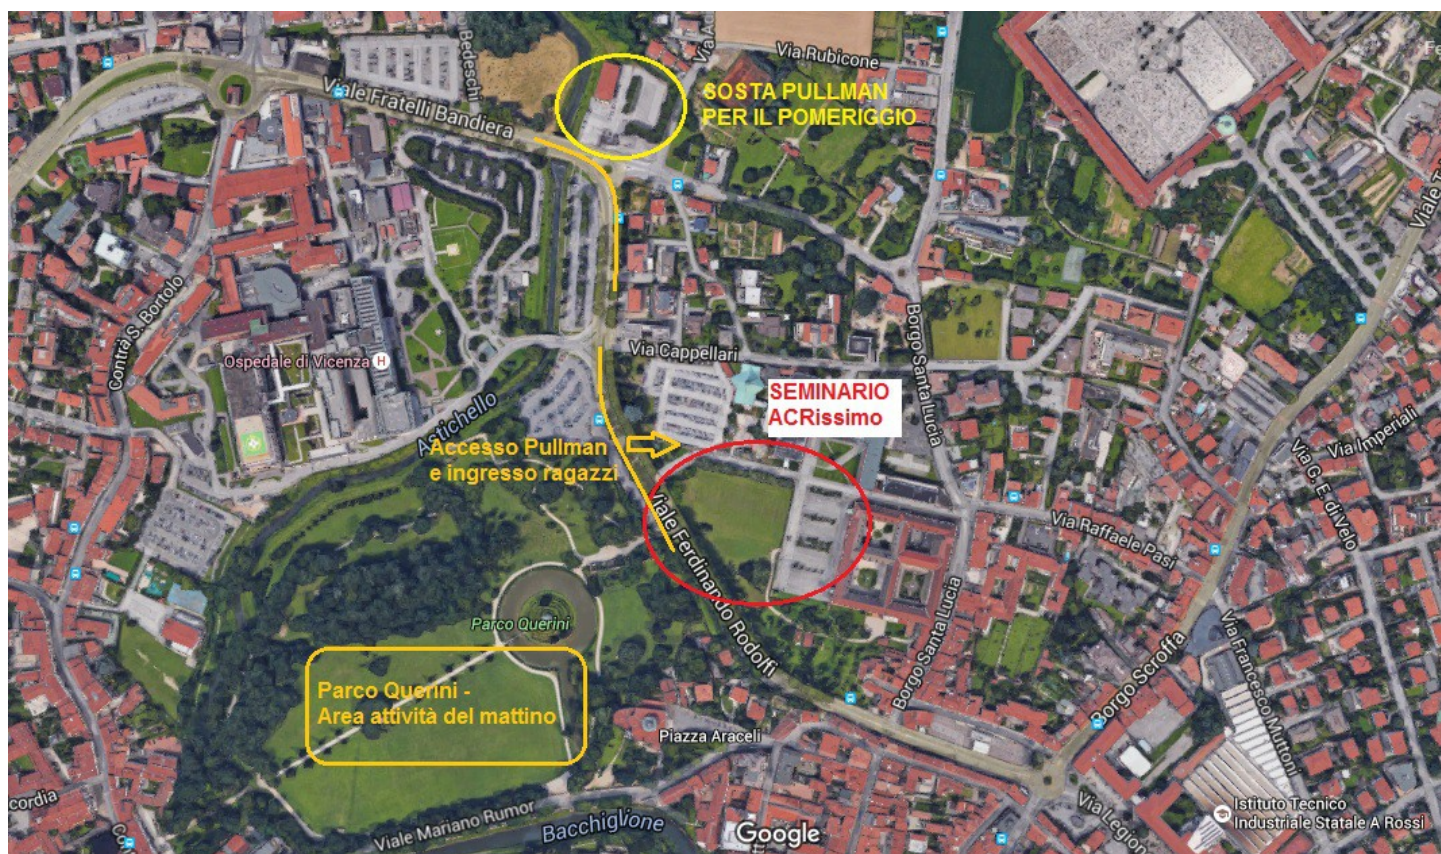 Bedeschi
Via Rubicone
Viale Fratelli Bandiera
SOSTA PULLMAN
PER IL POMERIGGIO
Contrà S. Bortolo
Ospedale di Vicenza
H
Via Cappellari
Borgo Santa Lucia
SEMINARIO
ACRissimo
Astichello
Accesso Pullman
e ingresso ragazzi
Via Imperiali
Via G. E. di Velo
Viale Ferdinando Rodolfi
Via Raffaele Pasi
Parco Querini
Borgo Santa Lucia
Borgo Scroffa
Via Francesco Muttoni
Parco Querini -
Area attività del mattino
Piazza Araceli
cordia
Viale Mariano Rumor
Bacchiglione
Google
Via Legion
Istituto Tecnico
Industriale Statale A Rossi